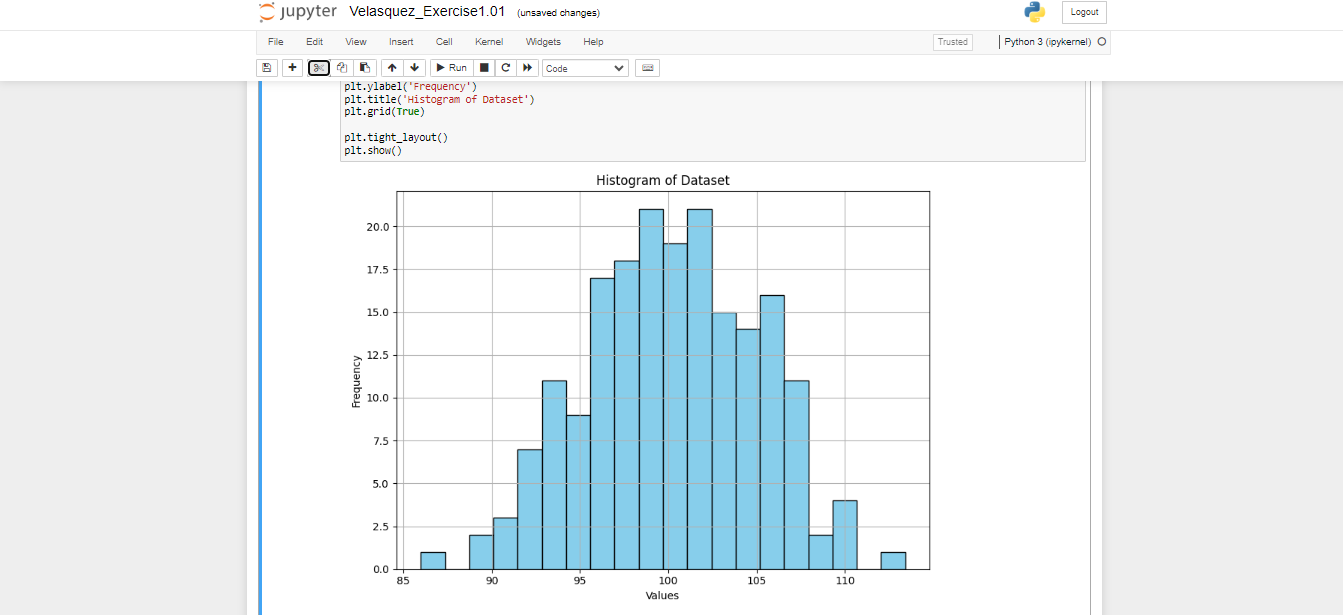 jupyter Velasquez_Exercise1.01 (unsaved changes) Logout
File Edit View Insert Cell Kernel Widgets Help Trusted Python 3 (ipykernel)
Run Code
plt.ylabel('Frequency')
plt.title('Histogram of Dataset')
plt.grid(True)
plt.tight_layout()
plt.show()
Histogram of Dataset
20.0
17.5
15.0
12.5
10.0
7.5
5.0
2.5
0.0
Frequency
85 90 95 100 105 110
Values